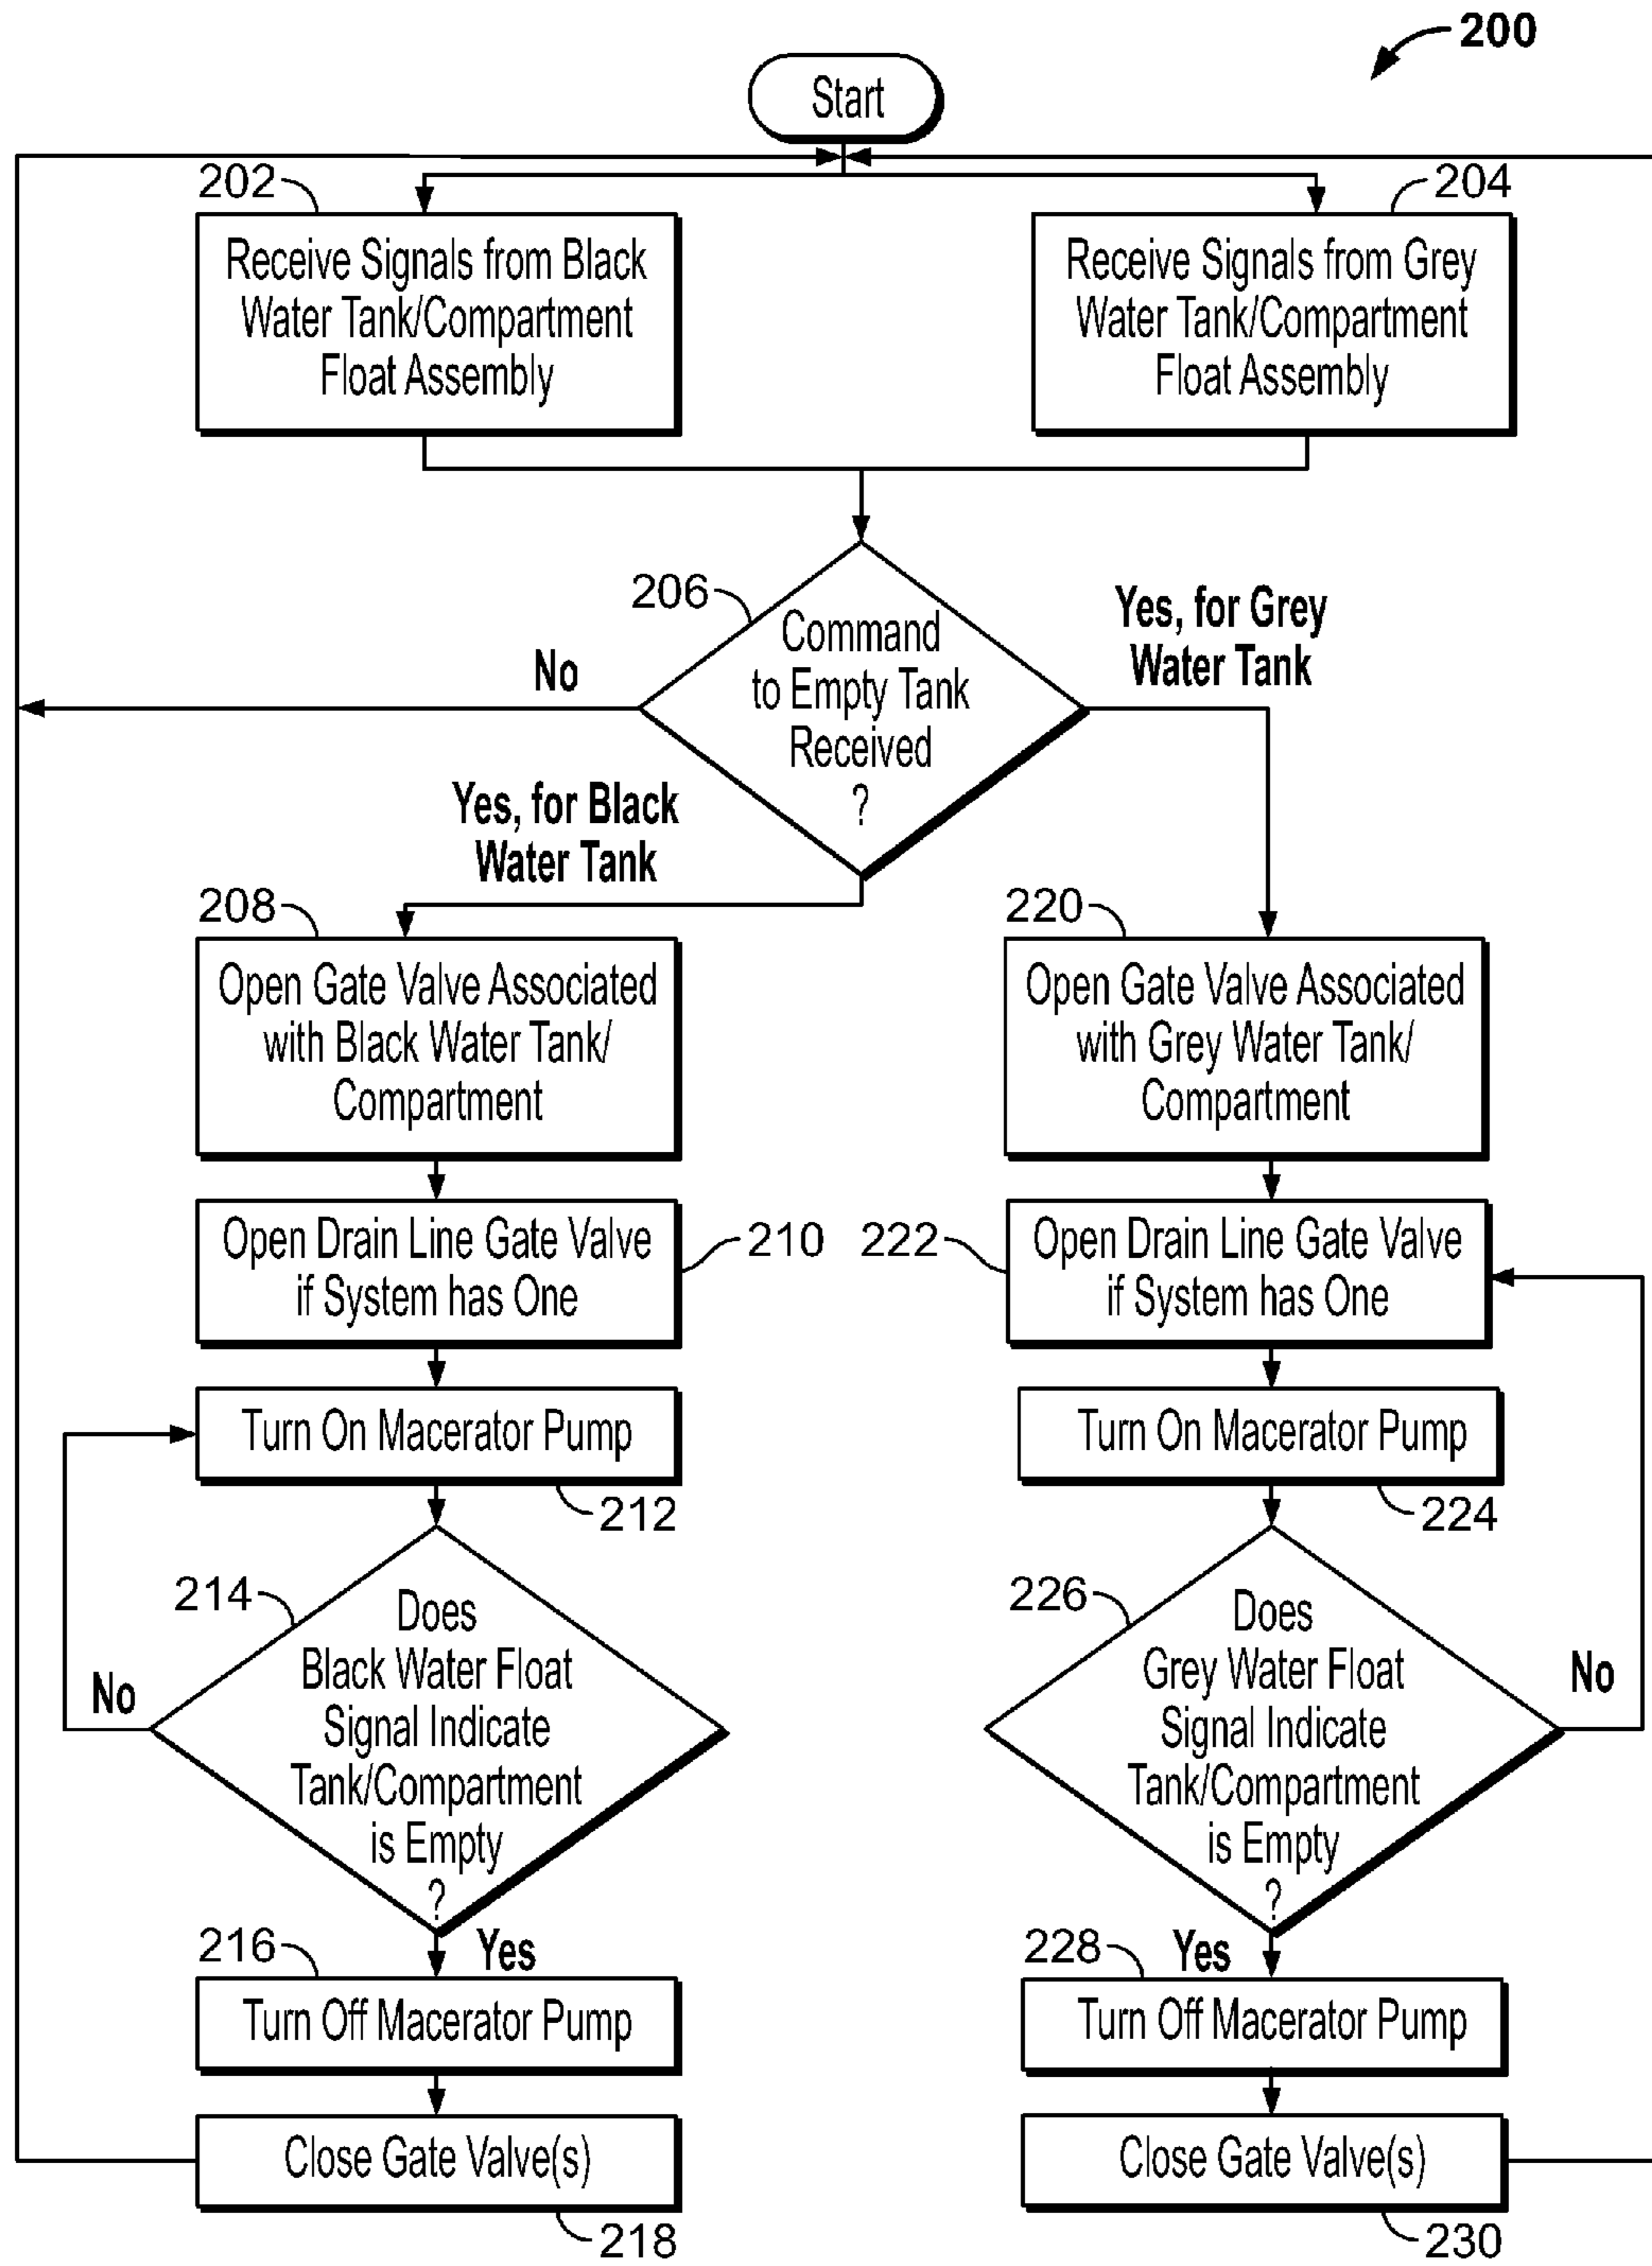 200
Start
202
204
Receive Signals from Black
Water Tank/Compartment
Float Assembly
Receive Signals from Grey
Water Tank/Compartment
Float Assembly
206
Command
to Empty Tank
Received
?
No
Yes, for Grey
Water Tank
Yes, for Black
Water Tank
208
220
Open Gate Valve Associated
with Black Water Tank/
Compartment
Open Gate Valve Associated
with Grey Water Tank/
Compartment
Open Drain Line Gate Valve
if System has One
210
222
Open Drain Line Gate Valve
if System has One
Turn On Macerator Pump
212
Turn On Macerator Pump
224
214
Does
Black Water Float
Signal Indicate
Tank/Compartment
is Empty
?
No
226
Does
Grey Water Float
Signal Indicate
Tank/Compartment
is Empty
?
No
216
Yes
228
Yes
Turn Off Macerator Pump
Turn Off Macerator Pump
Close Gate Valve(s)
Close Gate Valve(s)
218
230